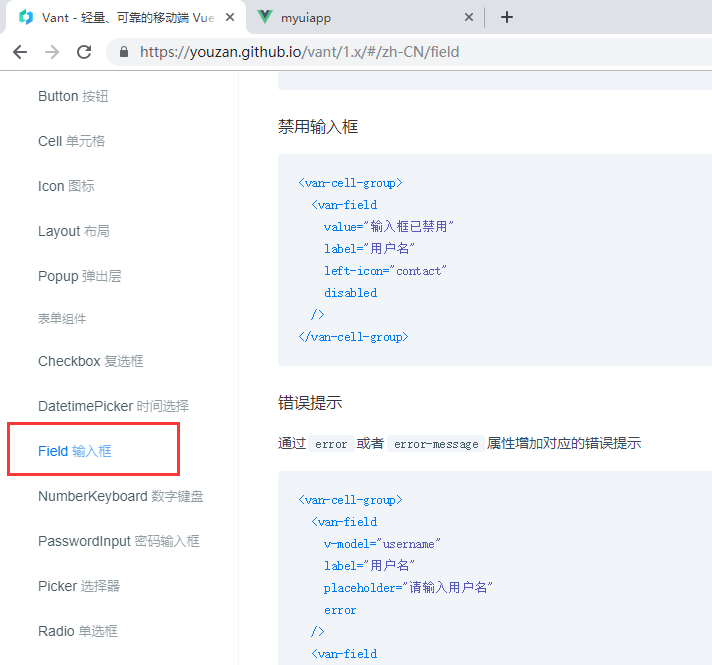 Vant - 轻量、可靠的移动端 Vue
myuiapp
https://youzan.github.io/vant/1.x/#/zh-CN/field
Button 按钮
Cell 单元格
Icon 图标
Layout 布局
Popup 弹出层
表单组件
Checkbox 复选框
DatetimePicker 时间选择
Field 输入框
NumberKeyboard 数字键盘
PasswordInput 密码输入框
Picker 选择器
Radio 单选框
禁用输入框
<van-cell-group>
<van-field
value="输入框已禁用"
label="用户名"
left-icon="contact"
disabled
/>
</van-cell-group>
错误提示
通过 error 或者 error-message 属性增加对应的错误提示
<van-cell-group>
<van-field
v-model="username"
label="用户名"
placeholder="请输入用户名"
error
/>
<van-field